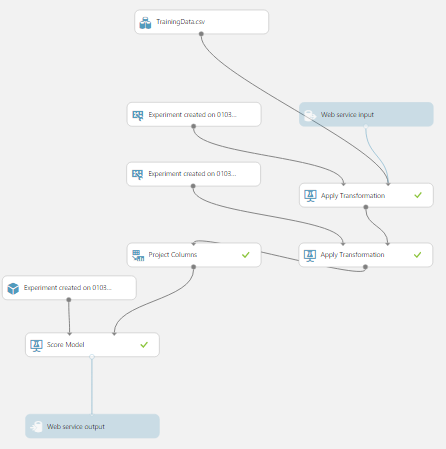 TrainingData.csv
Experiment created on 0103...
Web service input
Experiment created on 0103...
Apply Transformation
Project Columns
Apply Transformation
Experiment created on 0103...
Score Model
Web service output